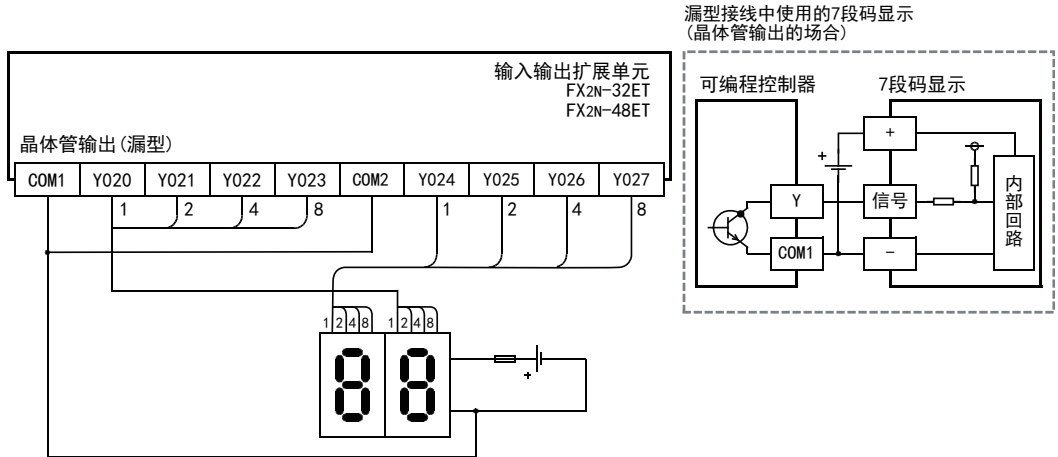 漏型接线中使用的7段码显示
(晶体管输出的场合)
输入输出扩展单元
FX2N-32ET
FX2N-48ET
晶体管输出(漏型)
COM1 Y020 Y021 Y022 Y023 COM2 Y024 Y025 Y026 Y027
1 2 4 8 1 2 4 8
1 2 4 8 1 2 4 8
+
可编程控制器 7段码显示
+
+
Y 信号
COM1 -
内部回路